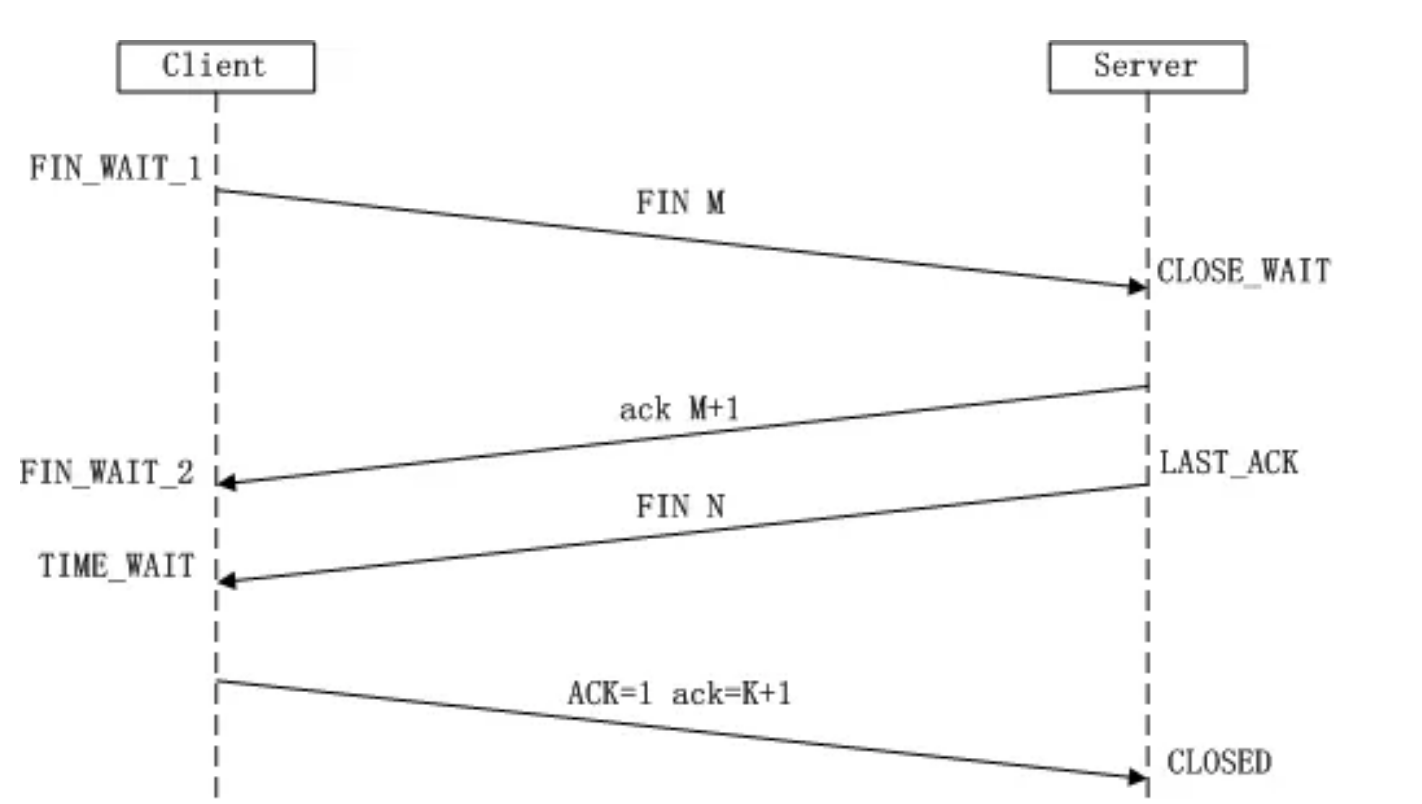 Client
Server
FIN_WAIT_1
FIN M
CLOSE_WAIT
ack M+1
FIN_WAIT_2
LAST_ACK
FIN N
TIME_WAIT
ACK=1 ack=K+1
CLOSED